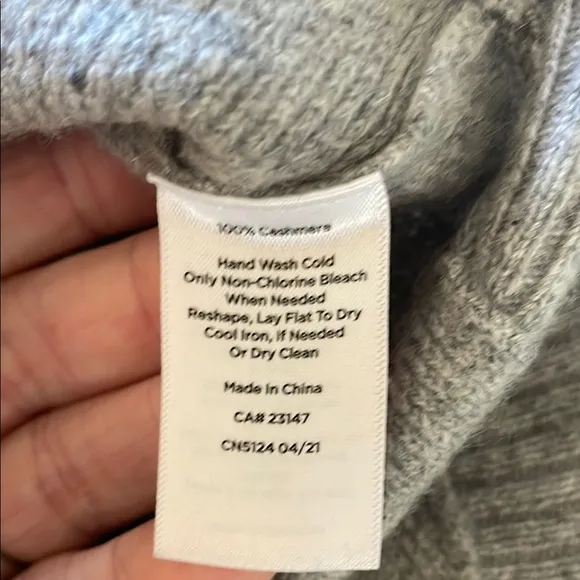 100% Cashmere
Hand Wash Cold
Only Non-Chlorine Bleach
When Needed
Reshape, Lay Flat To Dry
Cool Iron, If Needed
Or Dry Clean
Made In China
CA# 23147
CN5124 04/21